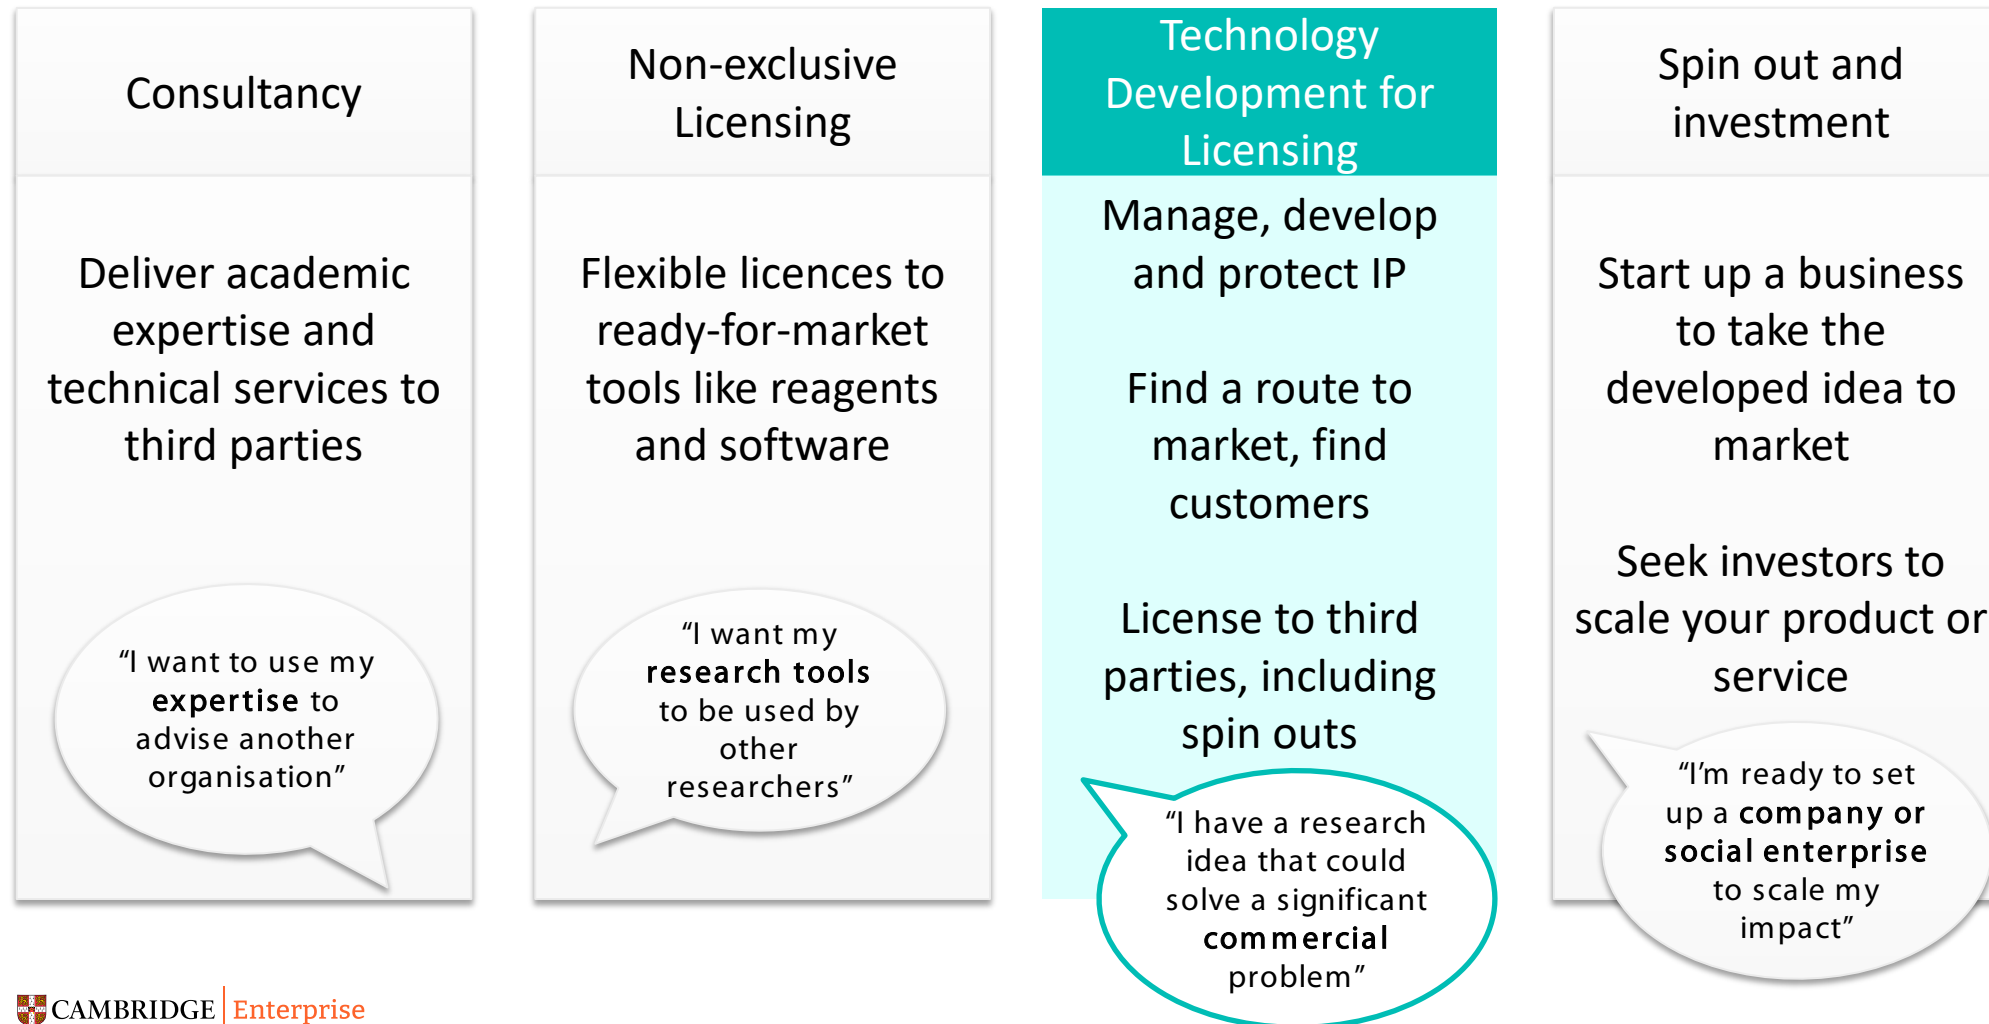 Consultancy
Deliver academic
expertise and
technical services to
third parties
“I want to use my
expertise to
advise another
organisation”
Non-exclusive
Licensing
Flexible licences to
ready-for-market
tools like reagents
and software
“I want my
research tools
to be used by
other
researchers”
Technology
Development for
Licensing
Manage, develop
and protect IP
Find a route to
market, find
customers
License to third
parties, including
spin outs
“I have a research
idea that could
solve a significant
commercial
problem”
Spin out and
investment
Start up a business
to take the
developed idea to
market
Seek investors to
scale your product or
service
“I’m ready to set
up a company or
social enterprise
to scale my
impact”
CAMBRIDGE Enterprise